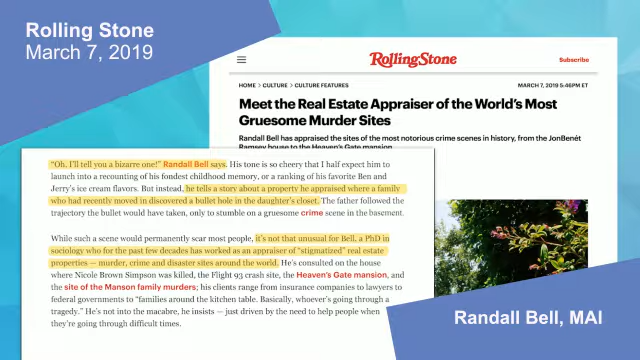 Rolling Stone
March 7, 2019
RollingStone
Subscribe
HOME > CULTURE > CULTURE FEATURES
MARCH 7, 2019 5:46PM ET
Meet the Real Estate Appraiser of the World's Most
Gruesome Murder Sites
Randall Bell has appraised the sites of the most notorious crime scenes in history, from the JonBenét
Ramsey house to the Heaven's Gate mansion
“Oh, I'll tell you a bizarre one!” Randall Bell says. His tone is so cheery that I half expect him to
launch into a recounting of his fondest childhood memory, or a ranking of his favorite Ben and
Jerry's ice cream flavors. But instead, he tells a story about a property he appraised where a family
who had recently moved in discovered a bullet hole in the daughter's closet. The father followed the
trajectory the bullet would have taken, only to stumble on a gruesome crime scene in the basement.
While such a scene would permanently scar most people, it's not that unusual for Bell, a PhD in
sociology who for the past few decades has worked as an appraiser of “stigmatized” real estate
properties — murder, crime and disaster sites around the world. He's consulted on the house
where Nicole Brown Simpson was killed, the Flight 93 crash site, the Heaven's Gate mansion, and
the site of the Manson family murders; his clients range from insurance companies to lawyers to
federal governments to “families around the kitchen table. Basically, whoever's going through a
tragedy.” He's not into the macabre, he insists — just driven by the need to help people when
they're going through difficult times.
Randall Bell, MAI